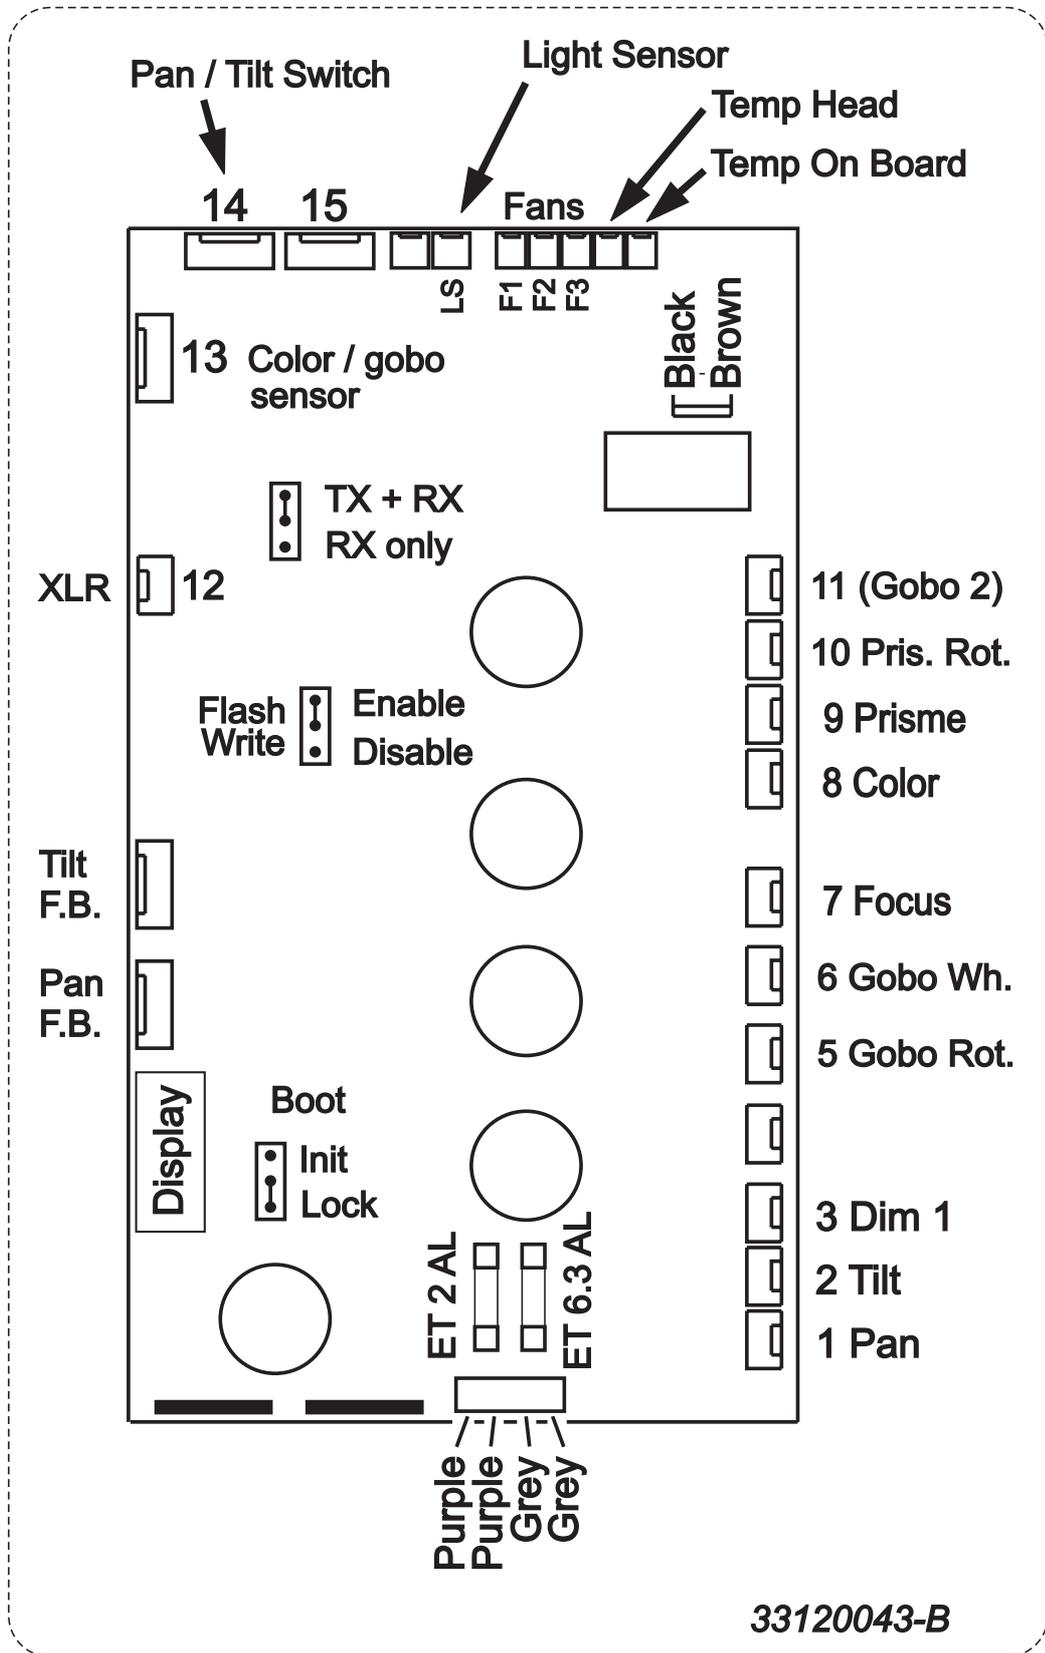 Light Sensor
Pan / Tilt Switch
Temp Head
Temp On Board
14
15
Fans
LS
F1
F2
F3
Black
-
Brown
13
Color / gobo
sensor
TX + RX
RX only
XLR
12
11 (Gobo 2)
10 Pris. Rot.
Flash
Write
Enable
Disable
9 Prisme
8 Color
Tilt
F.B.
7 Focus
Pan
F.B.
6 Gobo Wh.
5 Gobo Rot.
Display
Boot
Init
Lock
3 Dim 1
2 Tilt
1 Pan
ET 2 AL
ET 6.3 AL
Purple
Purple
Grey
Grey
33120043-B